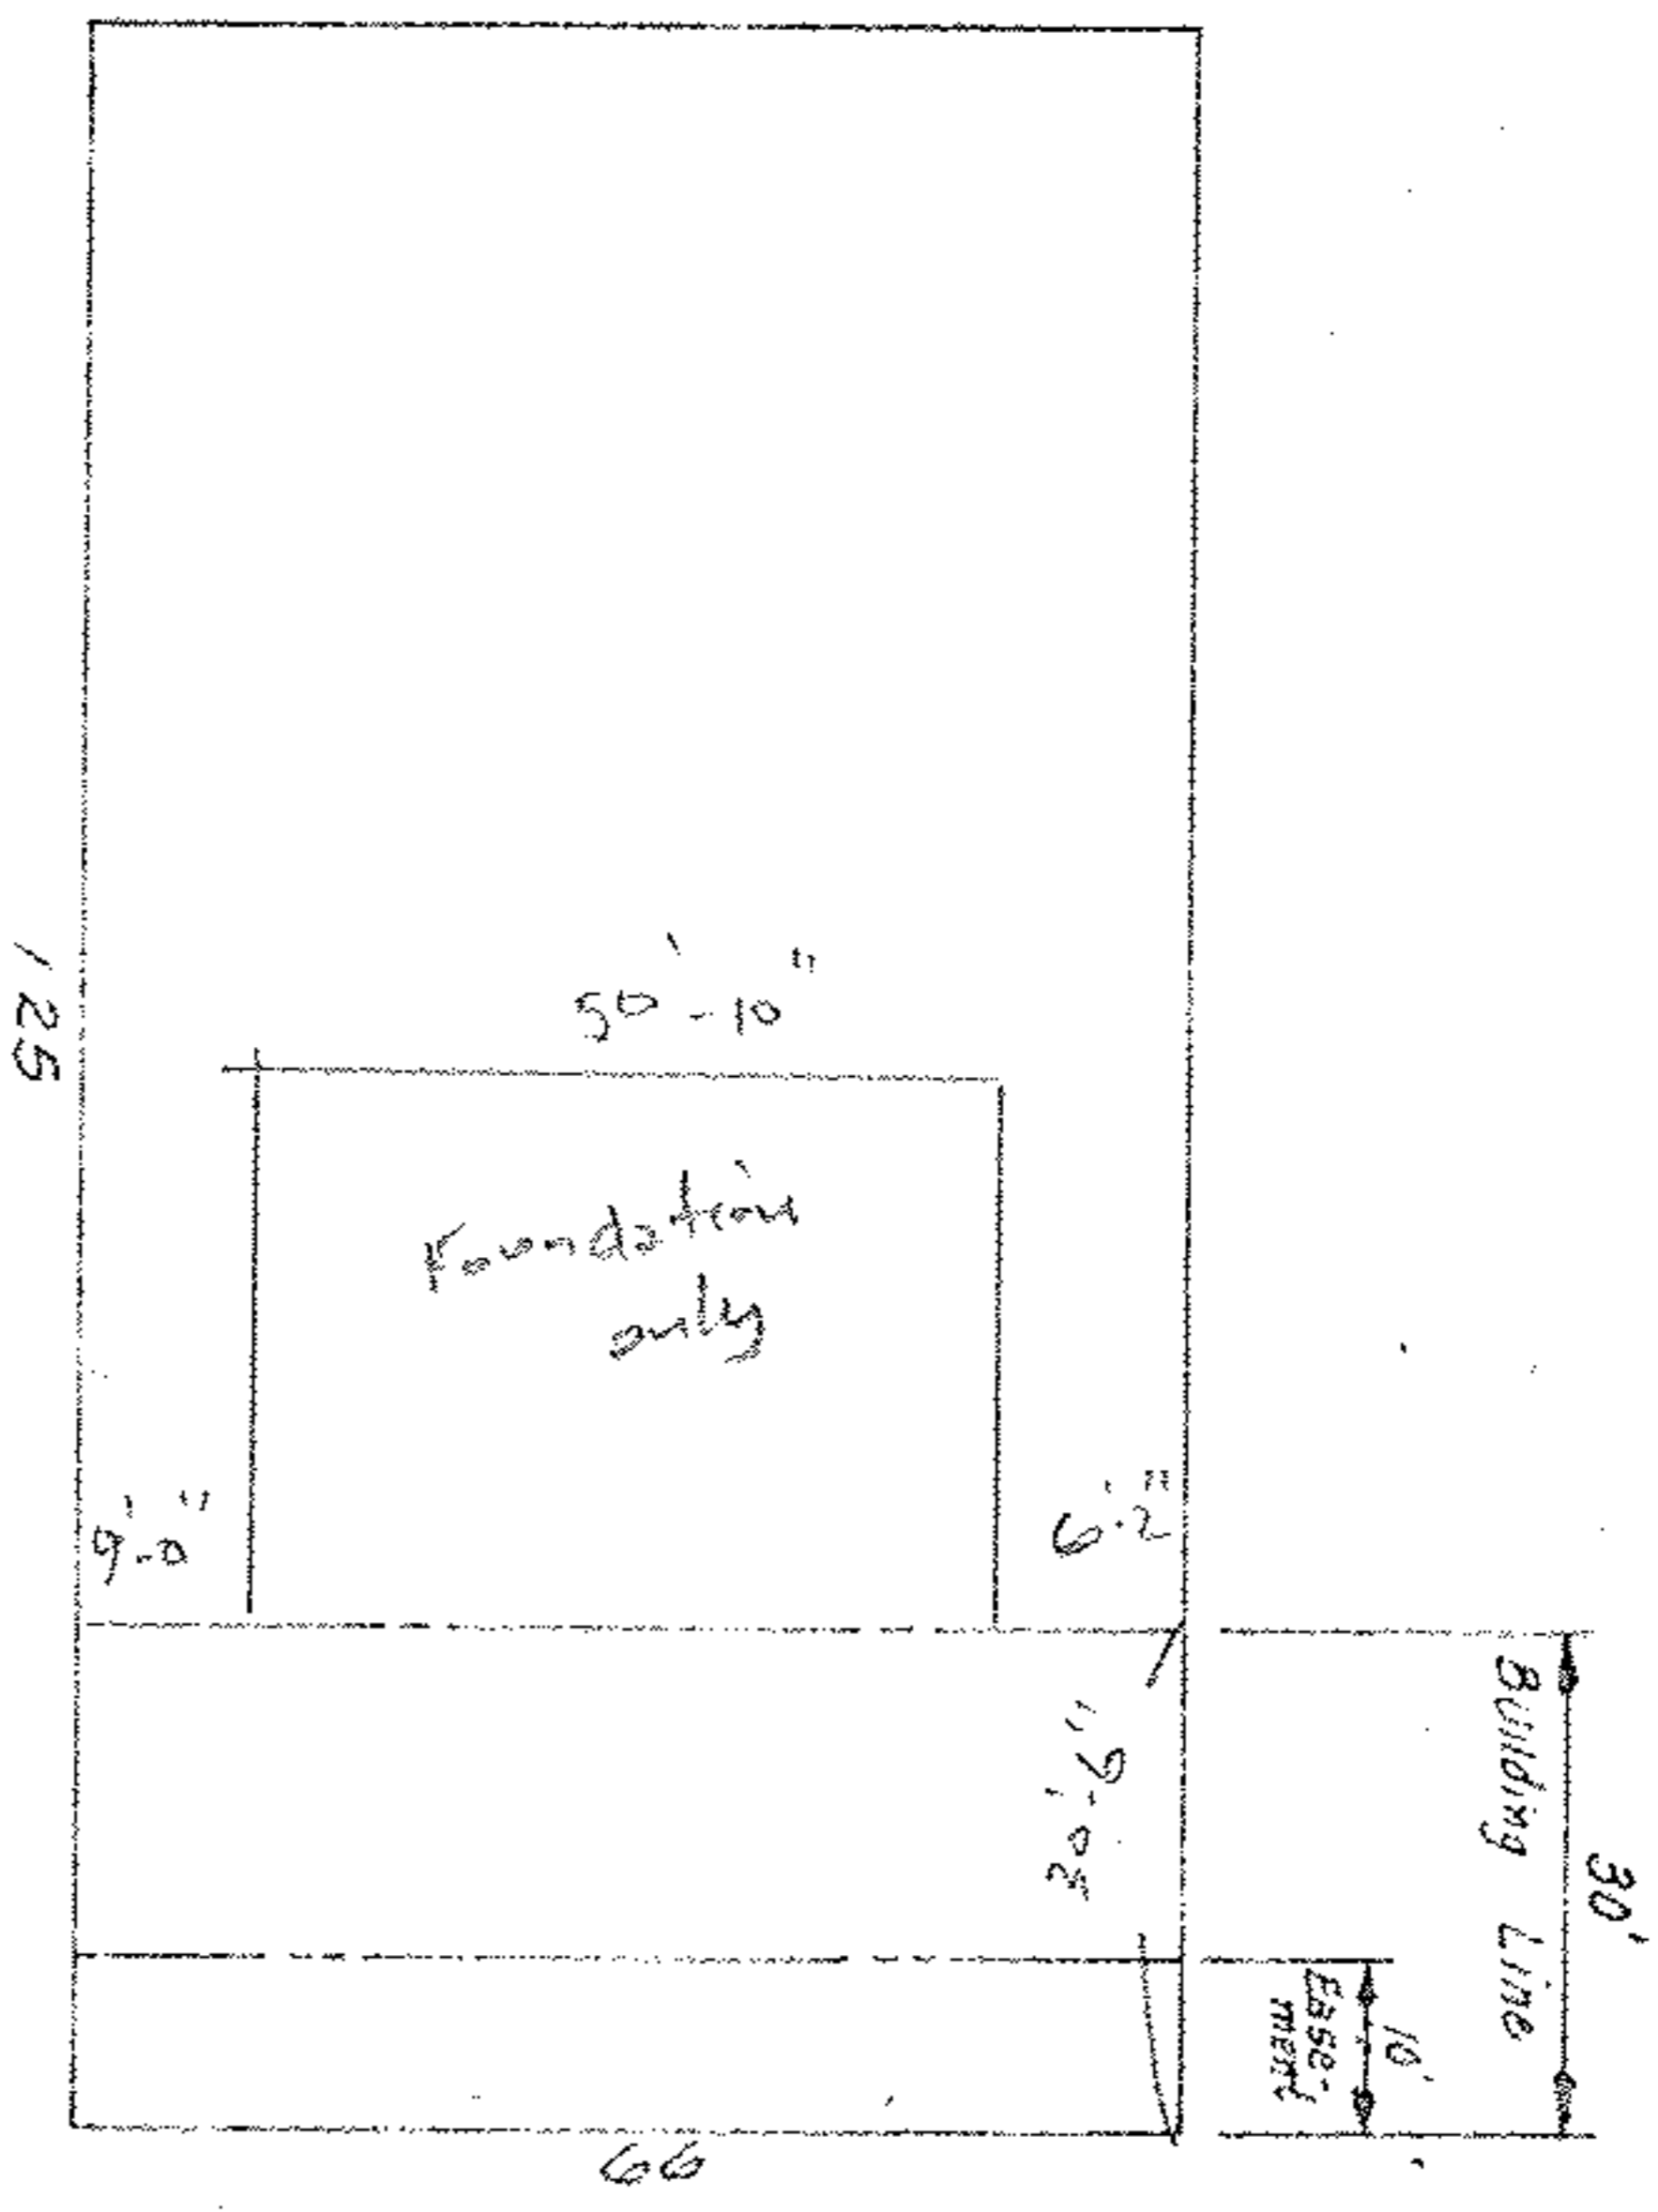 125
50'-10"
Foundation
only
9'-0"
6'-2"
30'-6"
Building Line
30'
10'
Ease-
ment
66